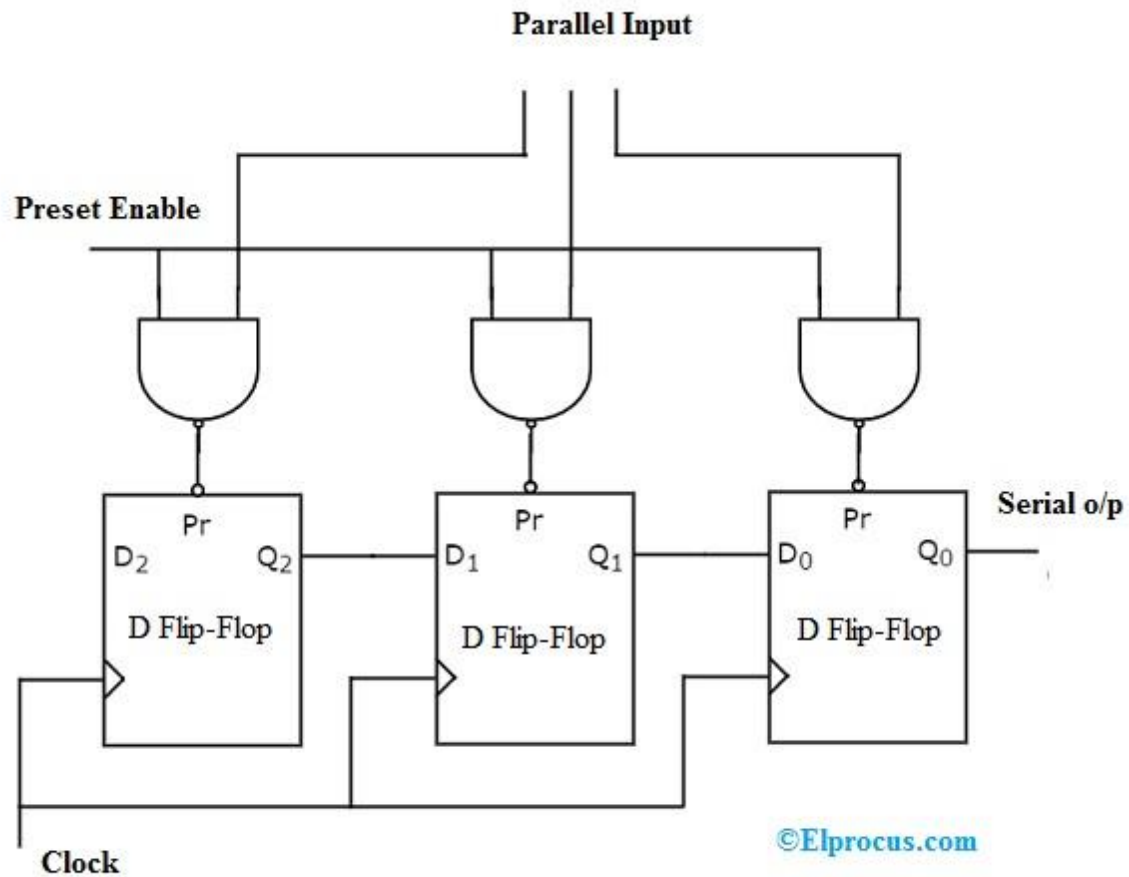 Parallel Input
Preset Enable
Pr
Pr
Pr
Serial o/p
D₂
Q₂
D₁
Q₁
D₀
Q₀
D Flip-Flop
D Flip-Flop
D Flip-Flop
©Elprocus.com
Clock